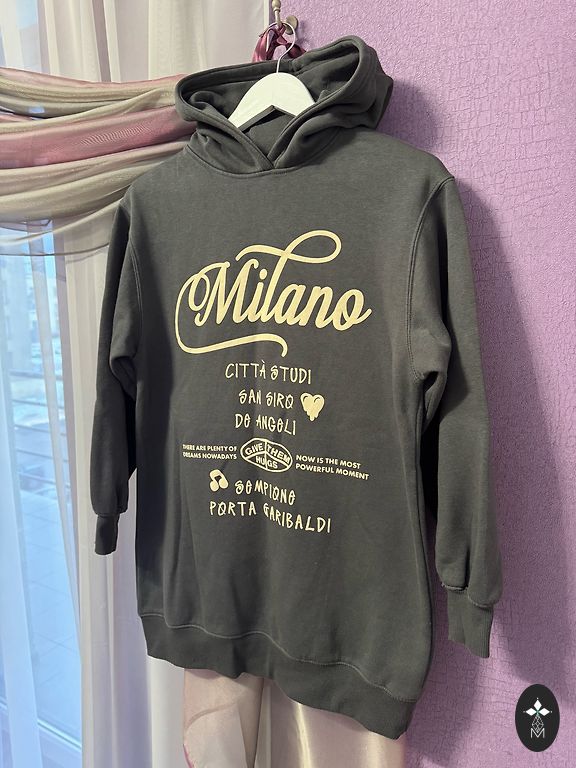 Milano
CITTÀ STUDI
SAN SIRO
DE ANGELI
THERE ARE PLENTY OF
DREAMS NOWADAYS
GIVE THEM
HUGS
NOW IS THE MOST
POWERFUL MOMENT
SEMPIONE
PORTA GARIBALDI
M